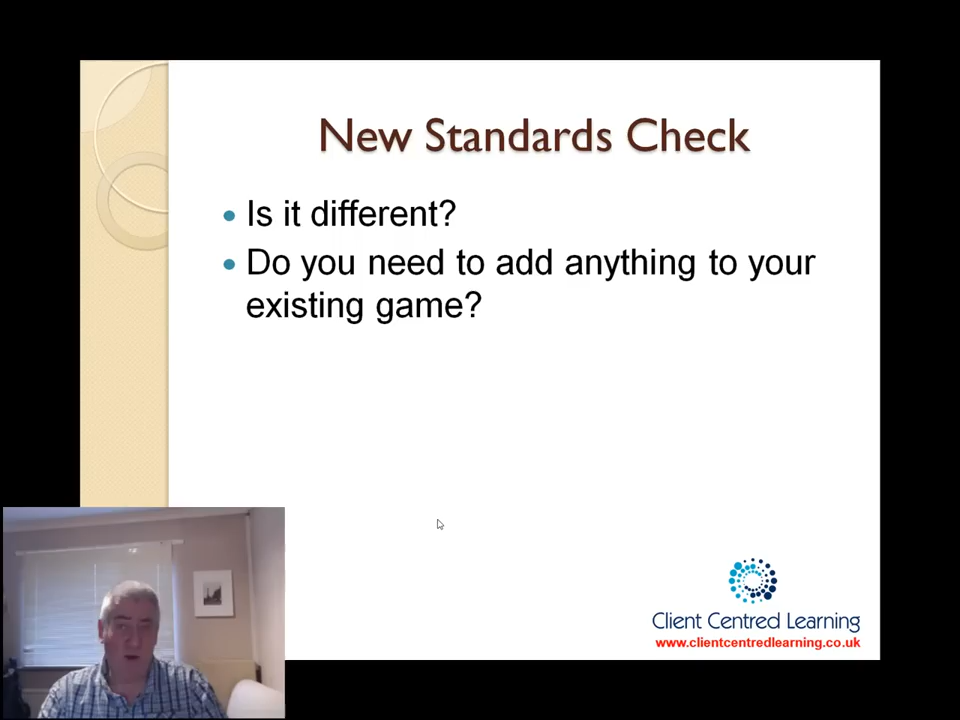 New Standards Check
Is it different?
Do you need to add anything to your
existing game?
Client Centred Learning
www.clientcentredlearning.co.uk